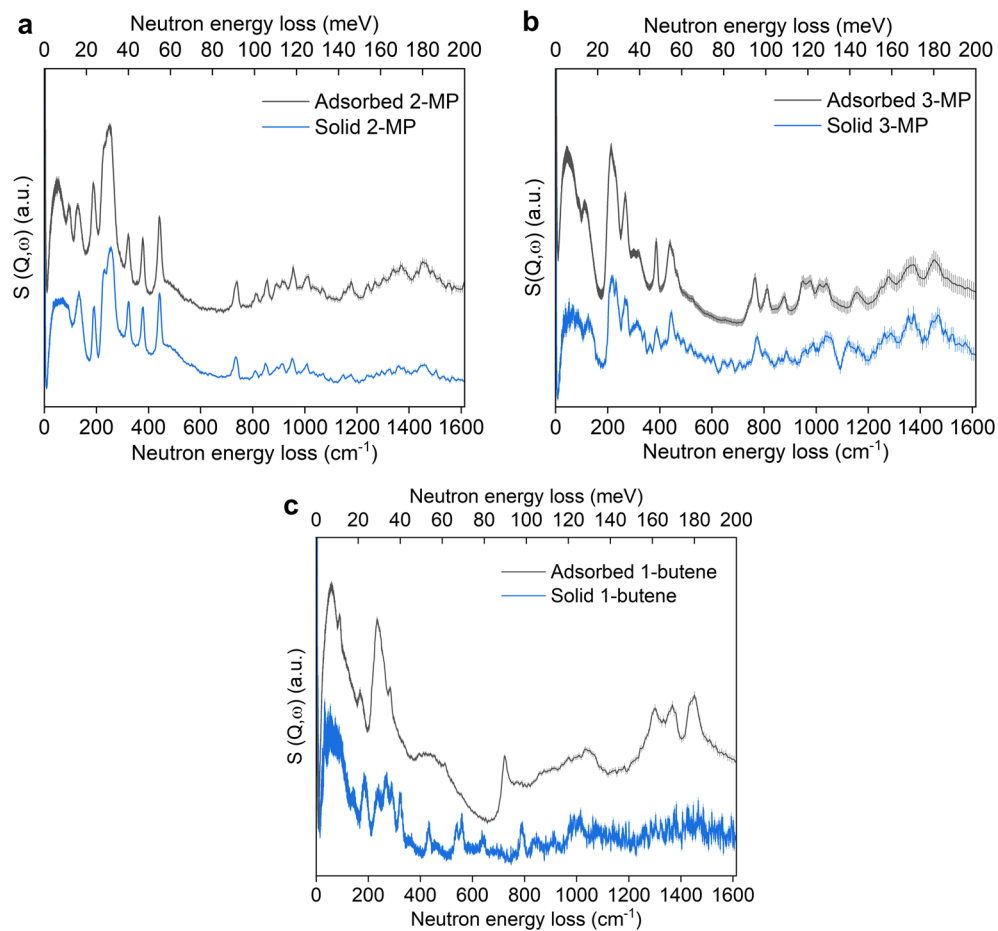 a
Neutron energy loss (meV)
0 40 80 120 160 200
Adsorbed 2-MP
Solid 2-MP
S (Q,ω) (a.u.)
0 200 400 600 800 1000 1200 1400 1600
Neutron energy loss (cm-1)
b
Neutron energy loss (meV)
0 20 40 60 80 100 120 140 160 180 200
Adsorbed 3-MP
Solid 3-MP
S(Q,ω) (a.u.)
0 200 400 600 800 1000 1200 1400 1600
Neutron energy loss (cm-1)
c
Neutron energy loss (meV)
0 20 40 60 80 100 120 140 160 180 200
Adsorbed 1-butene
Solid 1-butene
S (Q,ω) (a.u.)
0 200 400 600 800 1000 1200 1400 1600
Neutron energy loss (cm-1)